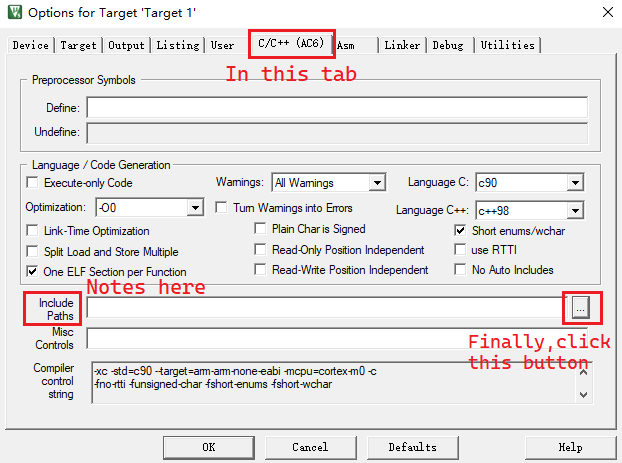 Options for Target 'Target 1'
Device Target Output Listing User C/C++ (AC6) Asm Linker Debug Utilities
In this tab
Preprocessor Symbols
Define:
Undefine:
Language / Code Generation
Execute-only Code Warnings: All Warnings Language C: c90
Optimization: -O0 Turn Warnings into Errors Language C++: c++98
Link-Time Optimization Plain Char is Signed Short enums/wchar
Split Load and Store Multiple Read-Only Position Independent use RTTI
One ELF Section per Function Read-Write Position Independent No Auto Includes
Notes here
Include
Paths
...
Misc
Controls
Finally,click
this button
Compiler
control
string
-xc -std=c90 --target=arm-arm-none-eabi -mcpu=cortex-m0 -c
-fno-rtti -funsigned-char -fshort-enums -fshort-wchar
OK Cancel Defaults Help